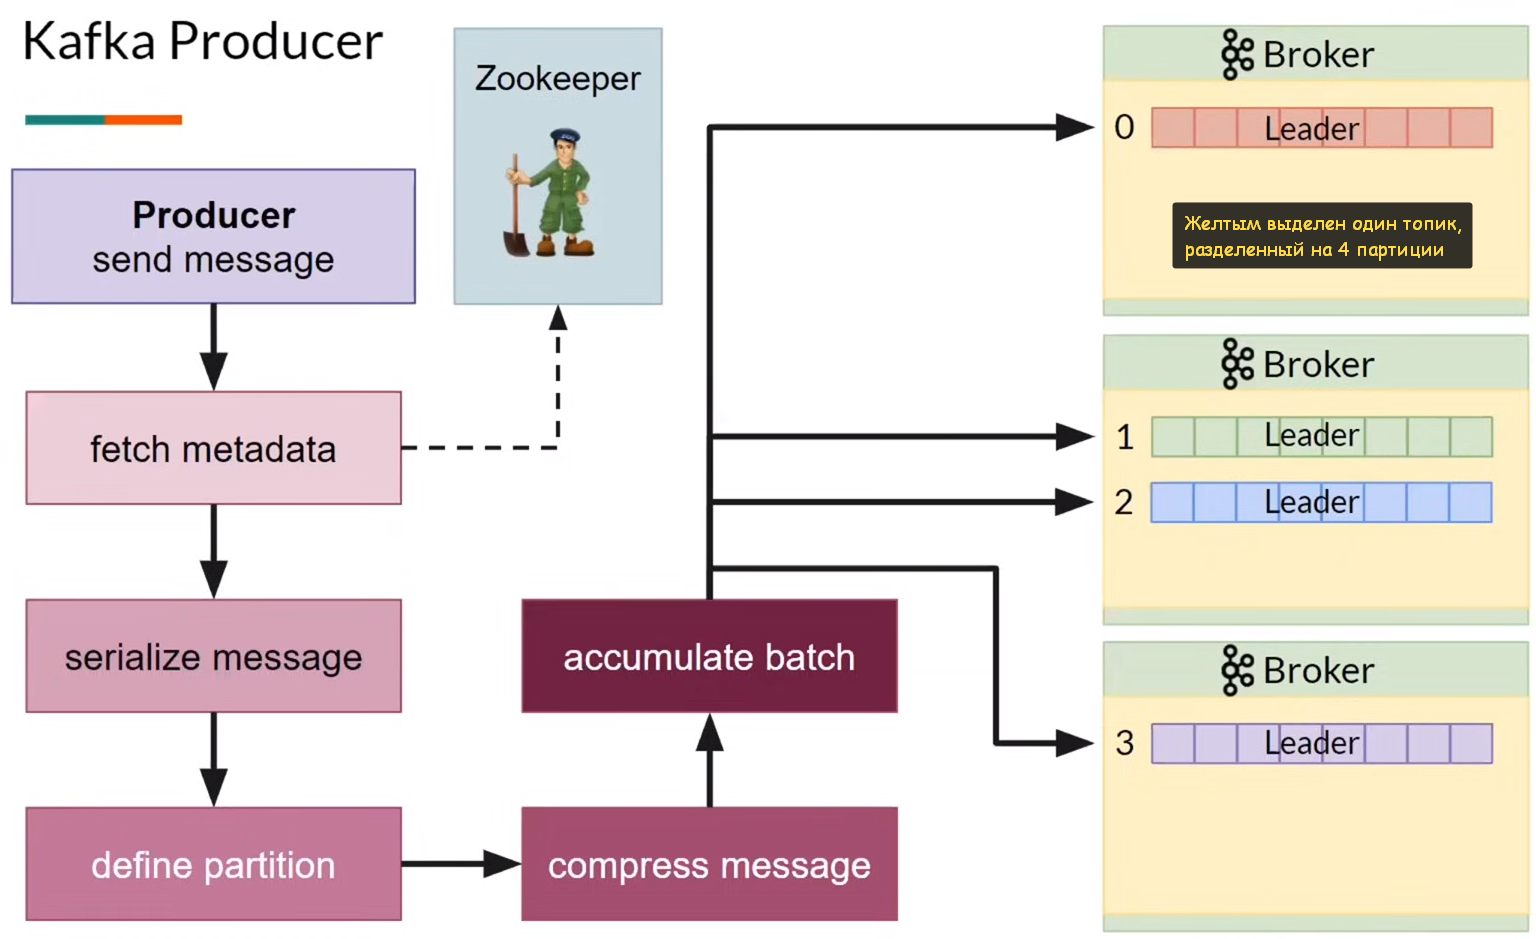 Kafka Producer
Producer
send message
fetch metadata
serialize message
define partition
compress message
accumulate batch
Zookeeper
Broker
0 Leader
Желтым выделен один топик,
разделенный на 4 партиции
Broker
1 Leader
2 Leader
Broker
3 Leader